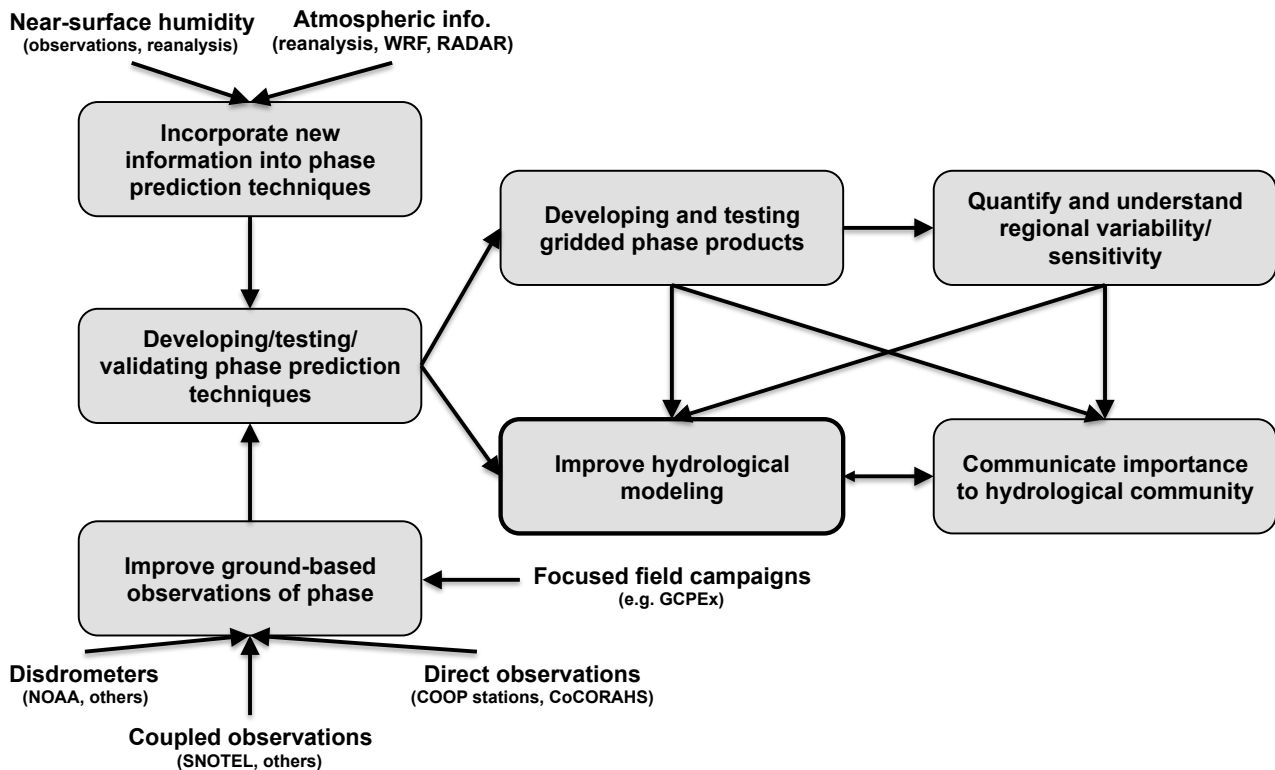 Near-surface humidity
(observations, reanalysis)
Atmospheric info.
(reanalysis, WRF, RADAR)
Incorporate new
information into phase
prediction techniques
Developing and testing
gridded phase products
Quantify and understand
regional variability/
sensitivity
Developing/testing/
validating phase prediction
techniques
Improve hydrological
modeling
Communicate importance
to hydrological community
Improve ground-based
observations of phase
Focused field campaigns
(e.g. GCPEx)
Disdrometers
(NOAA, others)
Direct observations
(COOP stations, CoCORAHS)
Coupled observations
(SNOTEL, others)